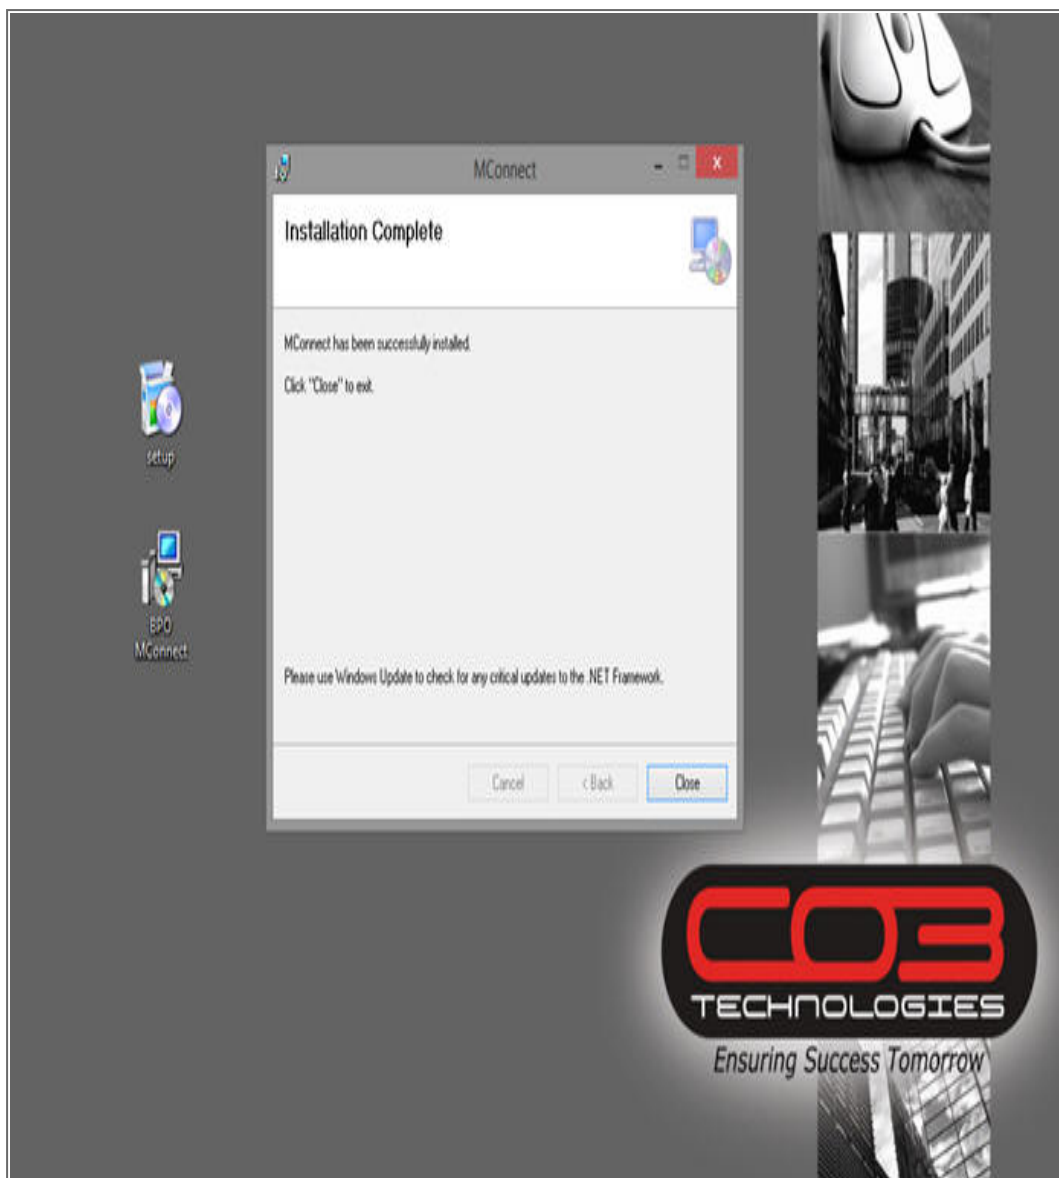 MConnect
Installation Complete
MConnect has been successfully installed.
Click "Close" to exit.
setup
BPO
MConnect
Please use Windows Update to check for any critical updates to the .NET Framework.
Cancel
< Back
Close
CO3
TECHNOLOGIES
Ensuring Success Tomorrow